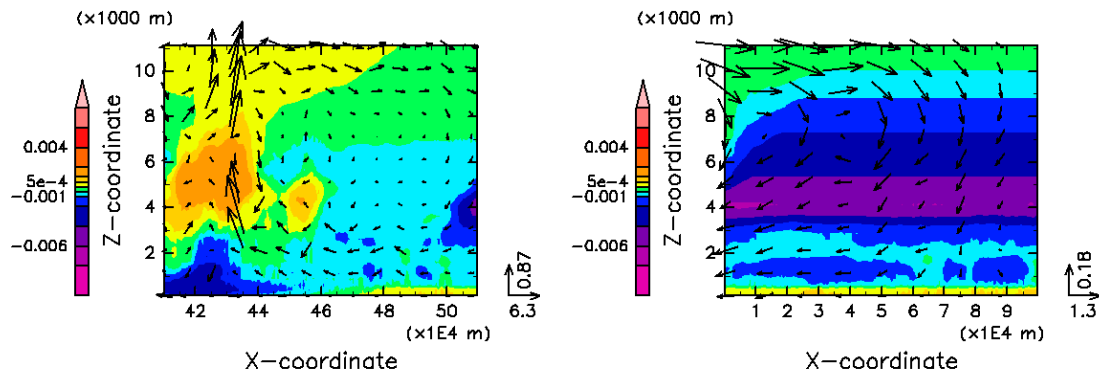 (×1000 m)
10
8
6
4
2
Z-coordinate
0.004
5e-4
-0.001
-0.006
42 44 46 48 50
(×1E4 m)
X-coordinate
0.87
6.3
(×1000 m)
10
8
6
4
2
Z-coordinate
0.004
5e-4
-0.001
-0.006
1 2 3 4 5 6 7 8 9
(×1E4 m)
X-coordinate
0.18
1.3